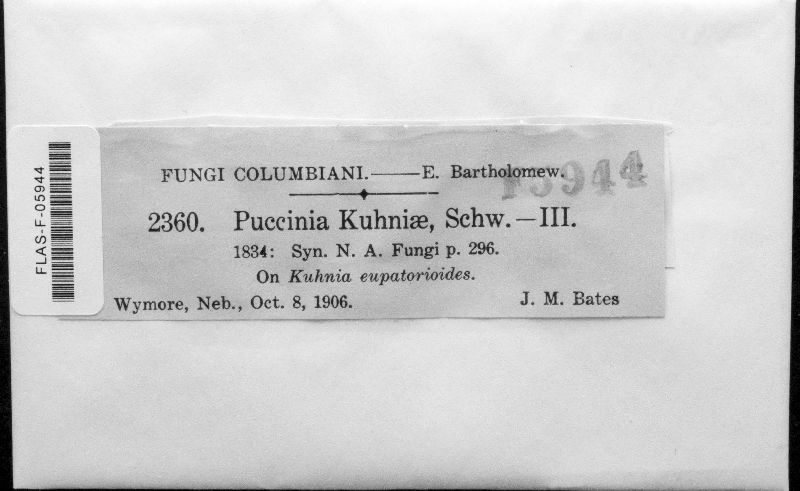 FUNGI COLUMBIANI.——E. Bartholomew.
F5944
2360. Puccinia Kuhniæ, Schw.—III.
1834: Syn. N. A. Fungi p. 296.
On Kuhnia eupatorioides.
Wymore, Neb., Oct. 8, 1906. J. M. Bates
FLAS-F-05944